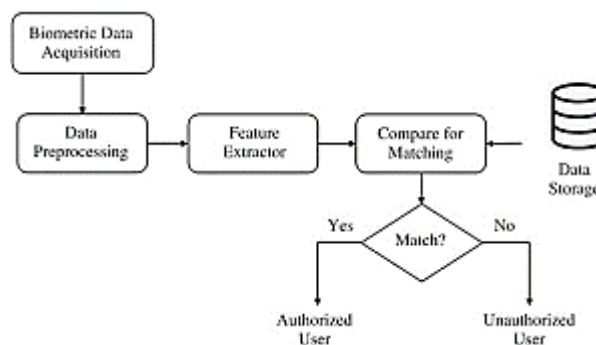 Biometric Data
Acquisition
Data
Preprocessing
Feature
Extractor
Compare for
Matching
Data
Storage
Yes
Match?
No
Authorized
User
Unauthorized
User